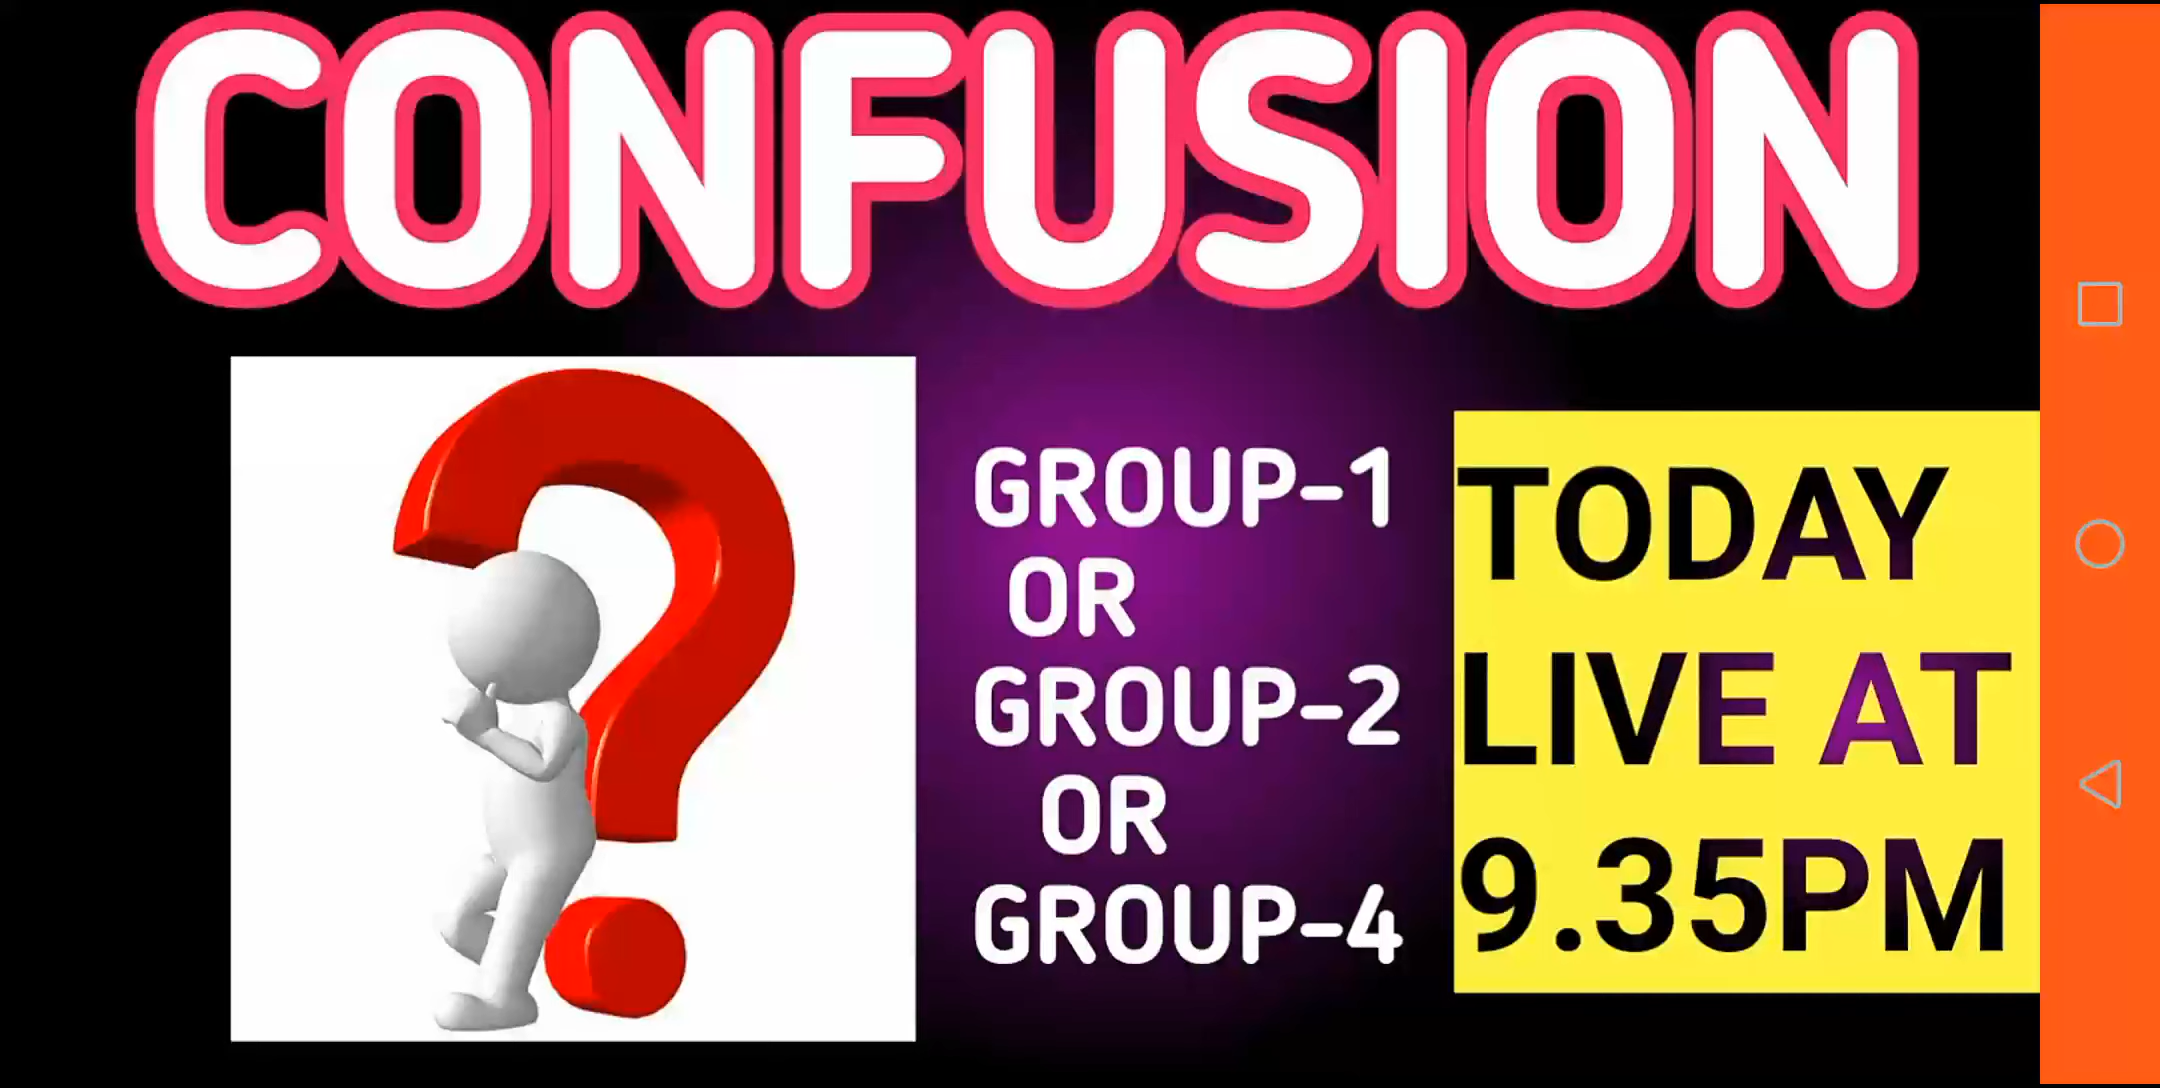 CONFUSION
GROUP-1
OR
GROUP-2
OR
GROUP-4
TODAY
LIVE AT
9.35PM